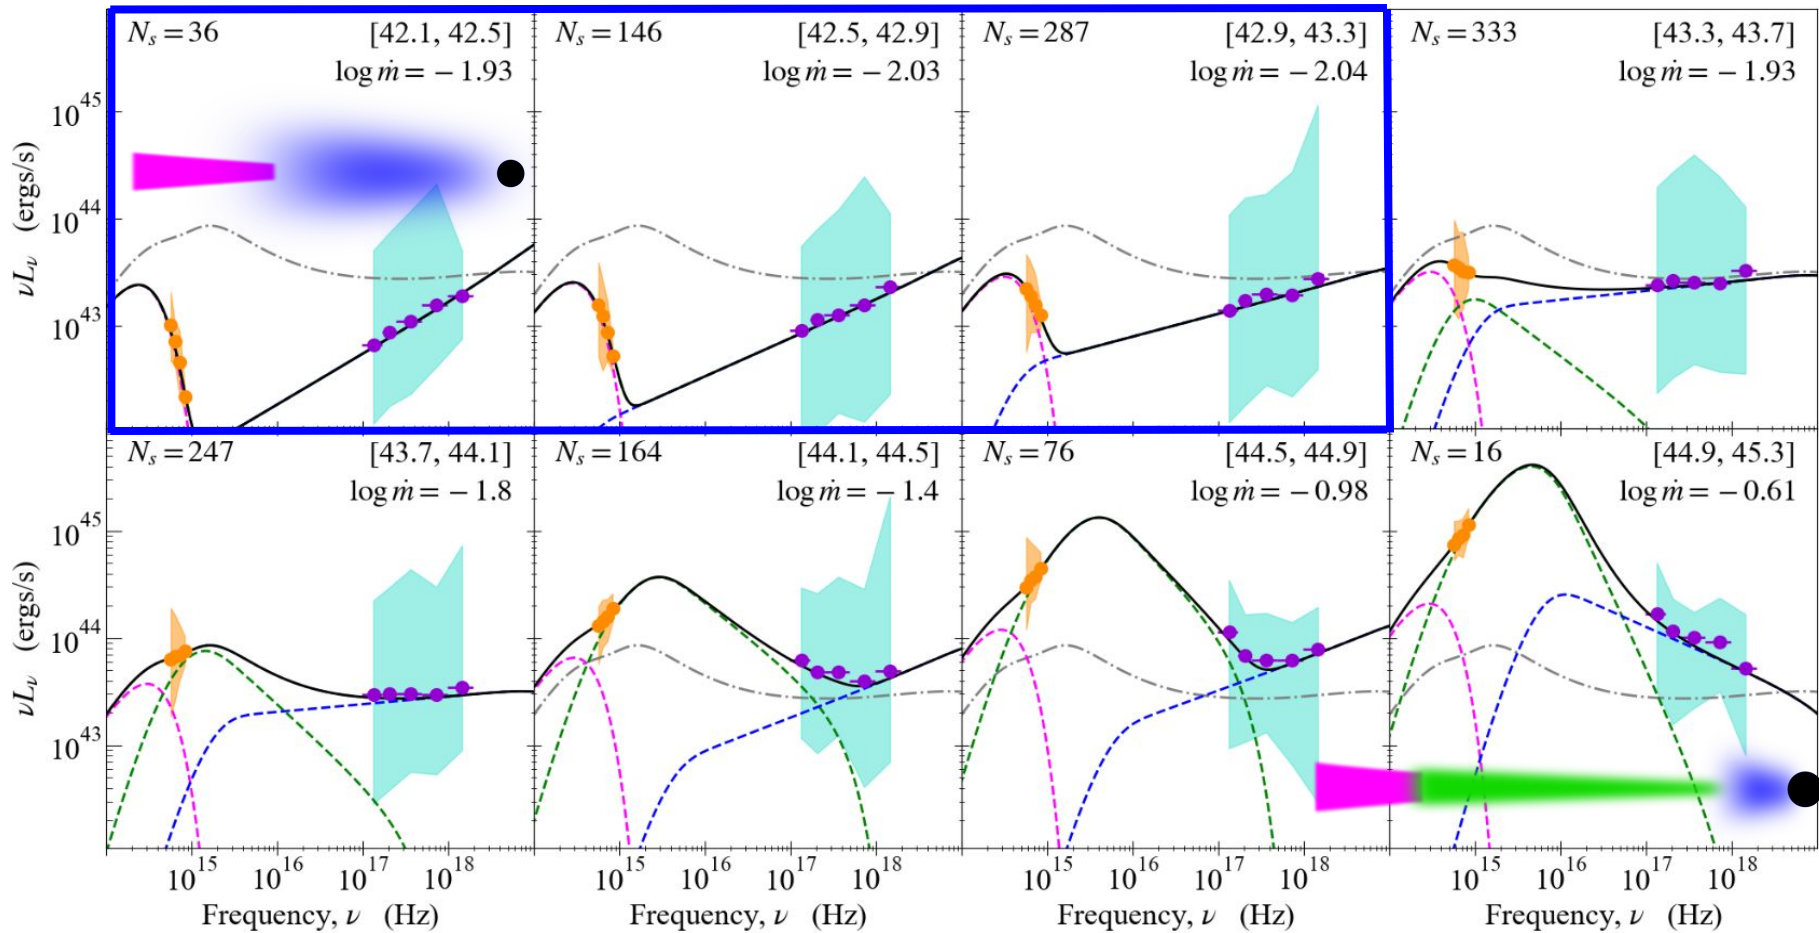 N_s = 36 [42.1, 42.5]
log ṁ = − 1.93
N_s = 146 [42.5, 42.9]
log ṁ = − 2.03
N_s = 287 [42.9, 43.3]
log ṁ = − 2.04
N_s = 333 [43.3, 43.7]
log ṁ = − 1.93
10^45
10^44
10^43
νL_ν (ergs/s)
N_s = 247 [43.7, 44.1]
log ṁ = − 1.8
N_s = 164 [44.1, 44.5]
log ṁ = − 1.4
N_s = 76 [44.5, 44.9]
log ṁ = − 0.98
N_s = 16 [44.9, 45.3]
log ṁ = − 0.61
10^45
10^44
10^43
νL_ν (ergs/s)
10^15 10^16 10^17 10^18
10^15 10^16 10^17 10^18
10^15 10^16 10^17 10^18
10^15 10^16 10^17 10^18
Frequency, ν (Hz)
Frequency, ν (Hz)
Frequency, ν (Hz)
Frequency, ν (Hz)